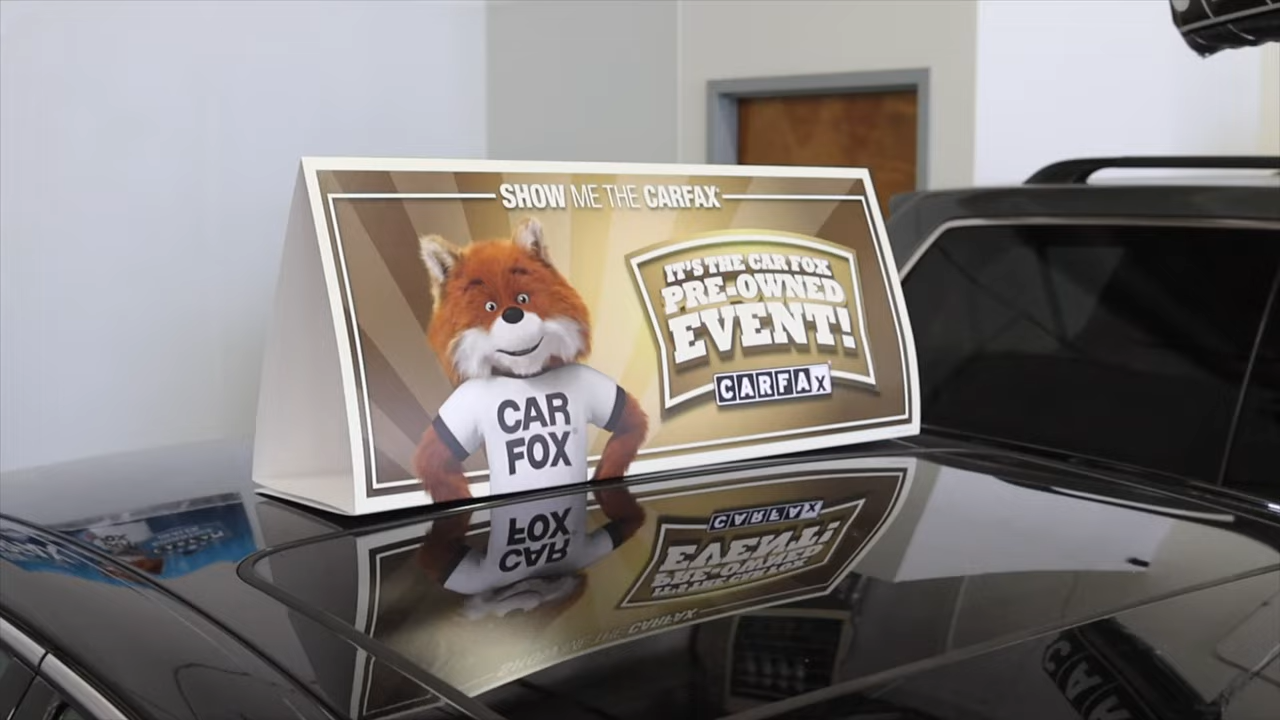 SHOW ME THE CARFAX®
IT'S THE CAR FOX
PRE-OWNED
EVENT!
CARFAX
CAR
FOX